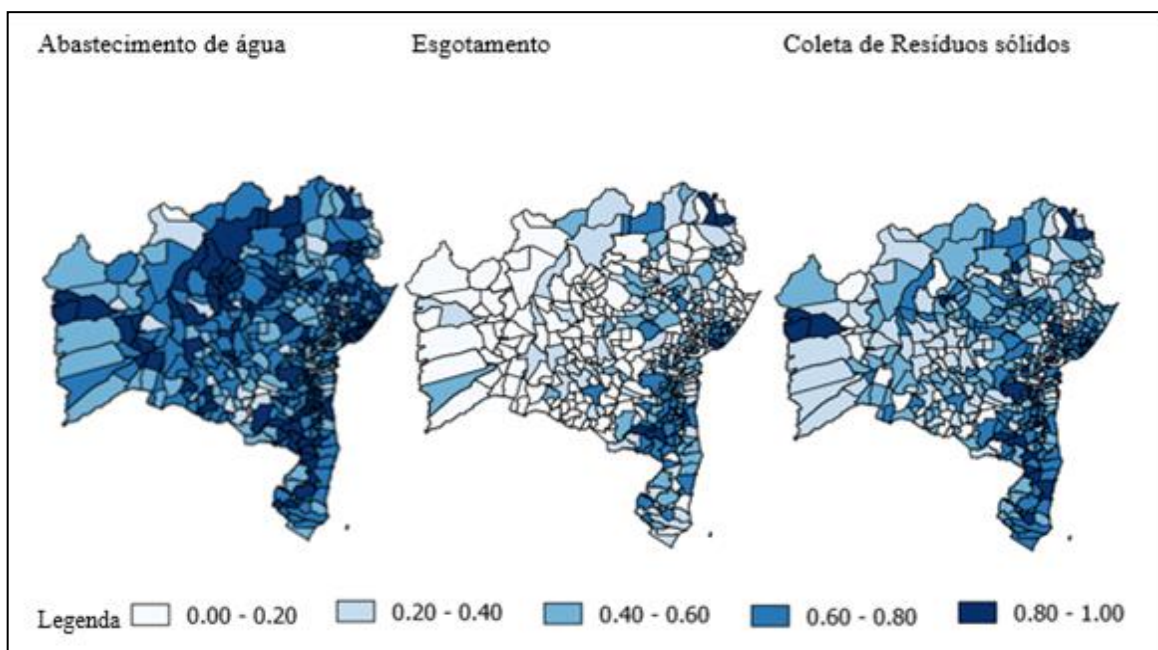 Abastecimento de água
Esgotamento
Coleta de Resíduos sólidos
Legenda 0.00 - 0.20 0.20 - 0.40 0.40 - 0.60 0.60 - 0.80 0.80 - 1.00